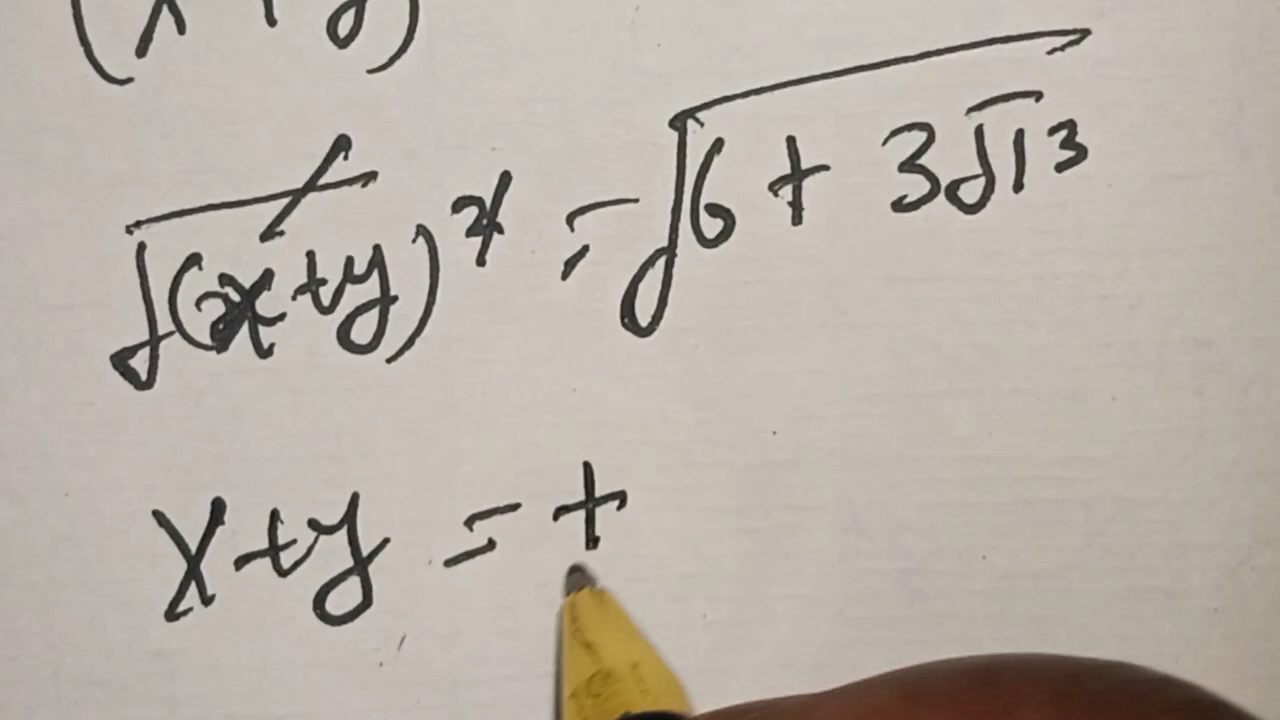 (x + y)
√(x+y)² = √6 + 3√13
x+y = +